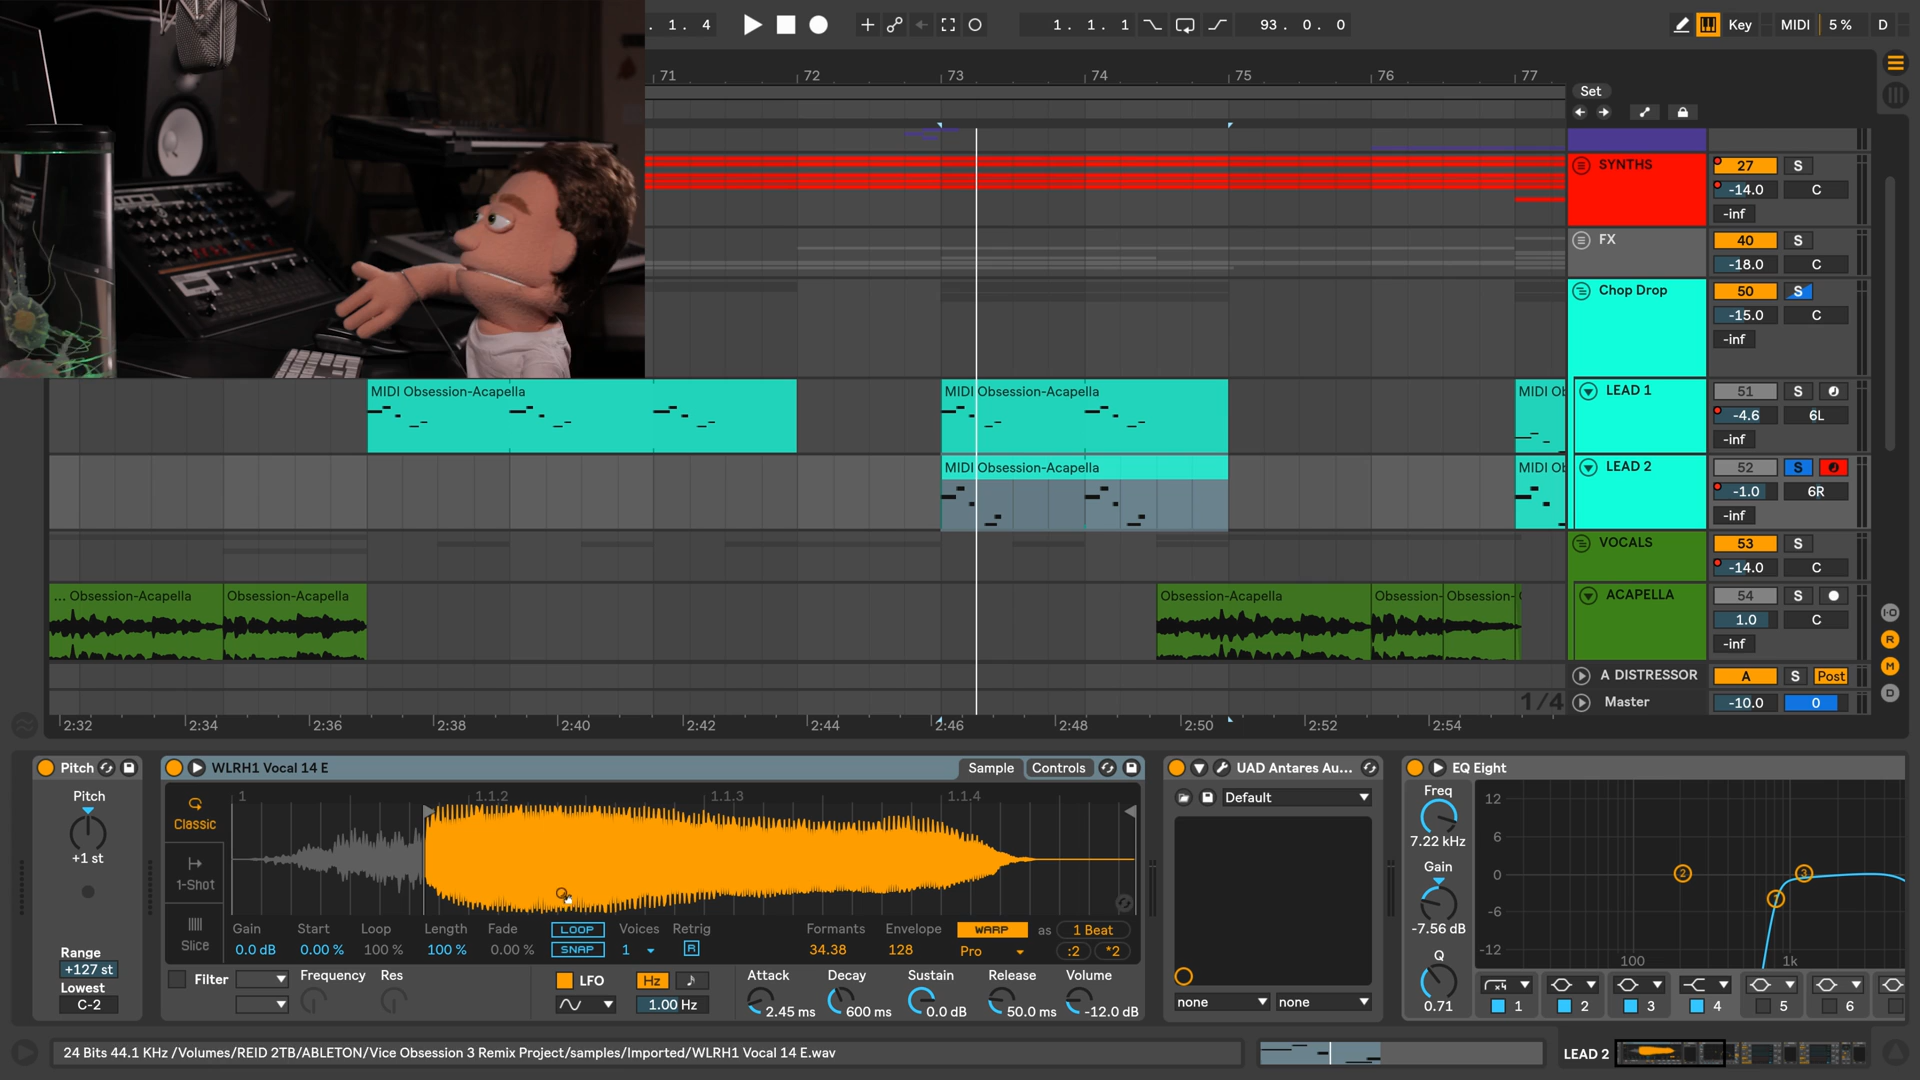 . 1 . 4
1 . 1 . 1
93 . 0 . 0
Key
MIDI
5 %
D
71 72 73 74 75 76 77
Set
SYNTHS 27 S
-14.0 C
-inf
FX 40 S
-18.0 C
Chop Drop 50 S
-15.0 C
-inf
MIDI Obsession-Acapella
MIDI Obsession-Acapella
MIDI Ob
LEAD 1 51 S
-4.6 6L
-inf
MIDI Obsession-Acapella
MIDI Ob
LEAD 2 52 S
-1.0 6R
-inf
VOCALS 53 S
-14.0 C
... Obsession-Acapella
Obsession-Acapella
Obsession-Acapella
Obsession-
Obsession-
ACAPELLA 54 S
1.0 C
-inf
A DISTRESSOR A S Post
1/4
Master -10.0 0
I·O
R
M
D
2:32 2:34 2:36 2:38 2:40 2:42 2:44 2:46 2:48 2:50 2:52 2:54
Pitch
Pitch
+1 st
Range
+127 st
Lowest
C-2
WLRH1 Vocal 14 E
Sample Controls
1 1.1.2 1.1.3 1.1.4
Classic
1-Shot
Slice
Gain Start Loop Length Fade LOOP Voices Retrig Formants Envelope WARP as 1 Beat
0.0 dB 0.00 % 100 % 100 % 0.00 % SNAP 1 R 34.38 128 Pro :2 *2
Filter Frequency Res LFO Hz Attack Decay Sustain Release Volume
1.00 Hz 2.45 ms 600 ms 0.0 dB 50.0 ms -12.0 dB
UAD Antares Au...
Default
none none
EQ Eight
Freq
7.22 kHz
Gain
-7.56 dB
Q
0.71
12
6
0
-6
-12
100 1k
2 3
1
x4
1 2 3 4 5 6
24 Bits 44.1 KHz /Volumes/REID 2TB/ABLETON/Vice Obsession 3 Remix Project/samples/Imported/WLRH1 Vocal 14 E.wav
LEAD 2